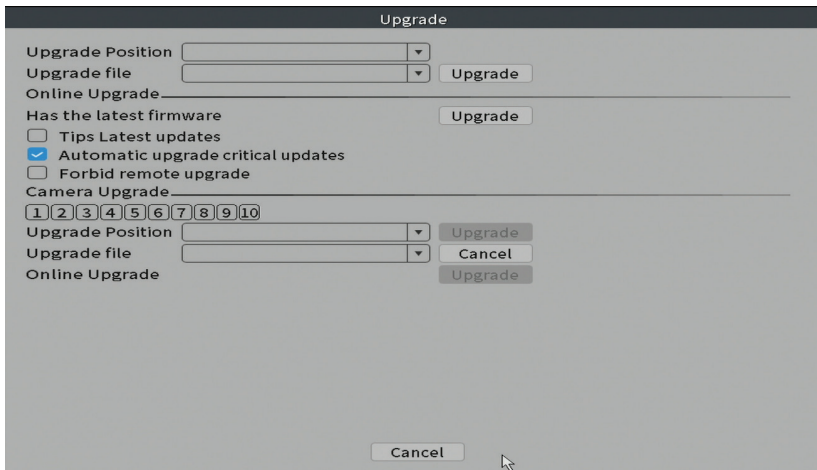 Upgrade
Upgrade Position
Upgrade file Upgrade
Online Upgrade
Has the latest firmware Upgrade
Tips Latest updates
Automatic upgrade critical updates
Forbid remote upgrade
Camera Upgrade
1 2 3 4 5 6 7 8 9 10
Upgrade Position Upgrade
Upgrade file Cancel
Online Upgrade Upgrade
Cancel